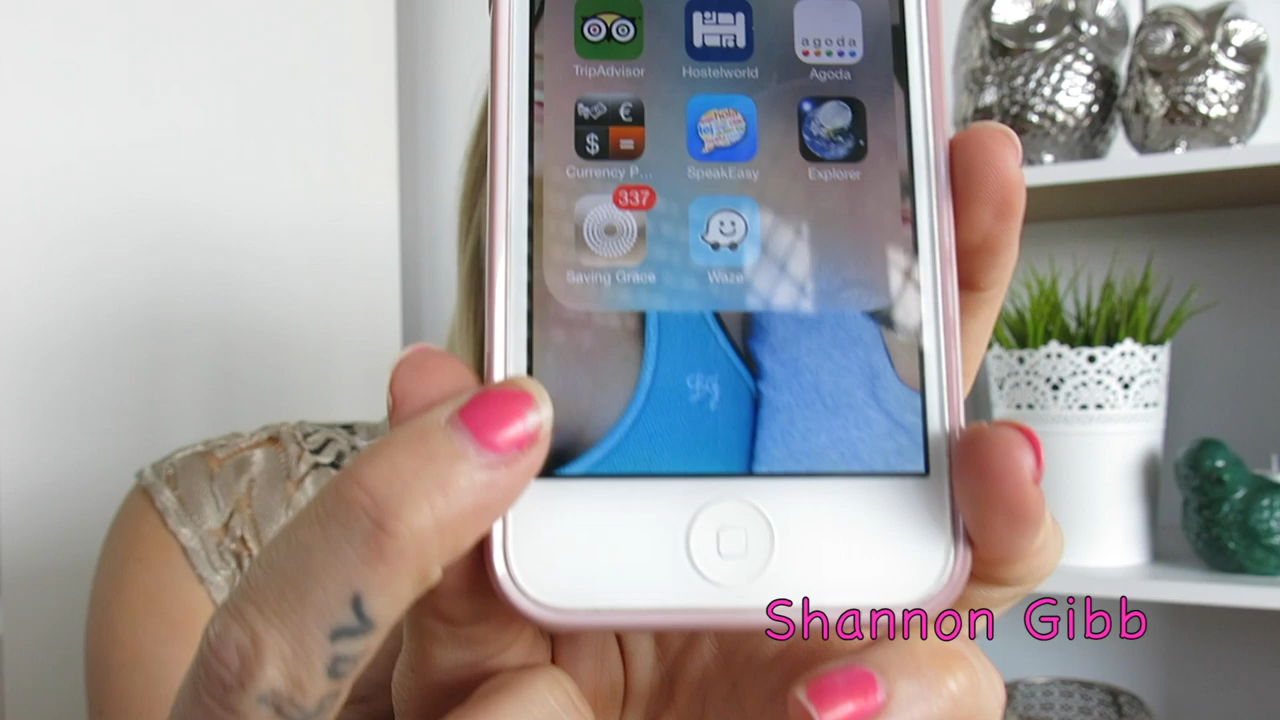 agoda
TripAdvisor Hostelworld Agoda
€
$ =
Currency P... SpeakEasy Explorer
337
Saving Grace Waze
Shannon Gibb